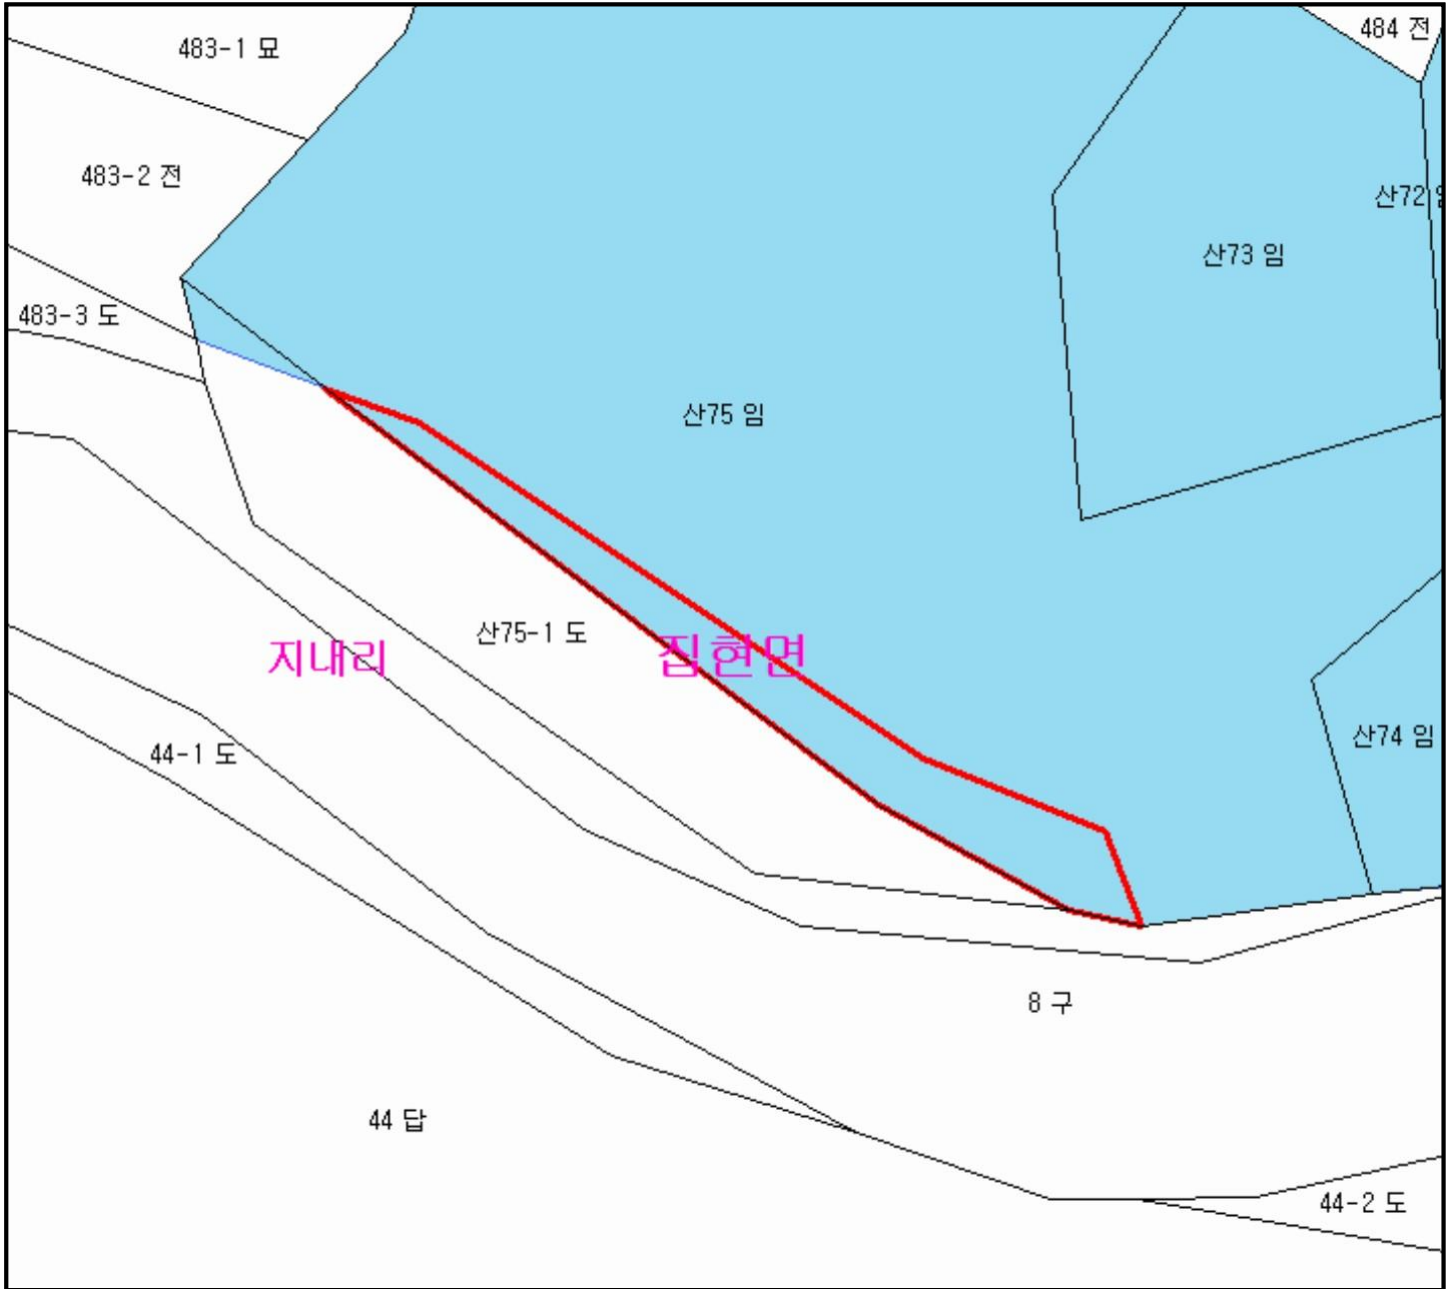 483-1 묘
484 전
483-2 전
산72
산73 임
483-3 도
산75 임
산75-1 도
지내리
집현면
산74 임
44-1 도
8 구
44 답
44-2 도